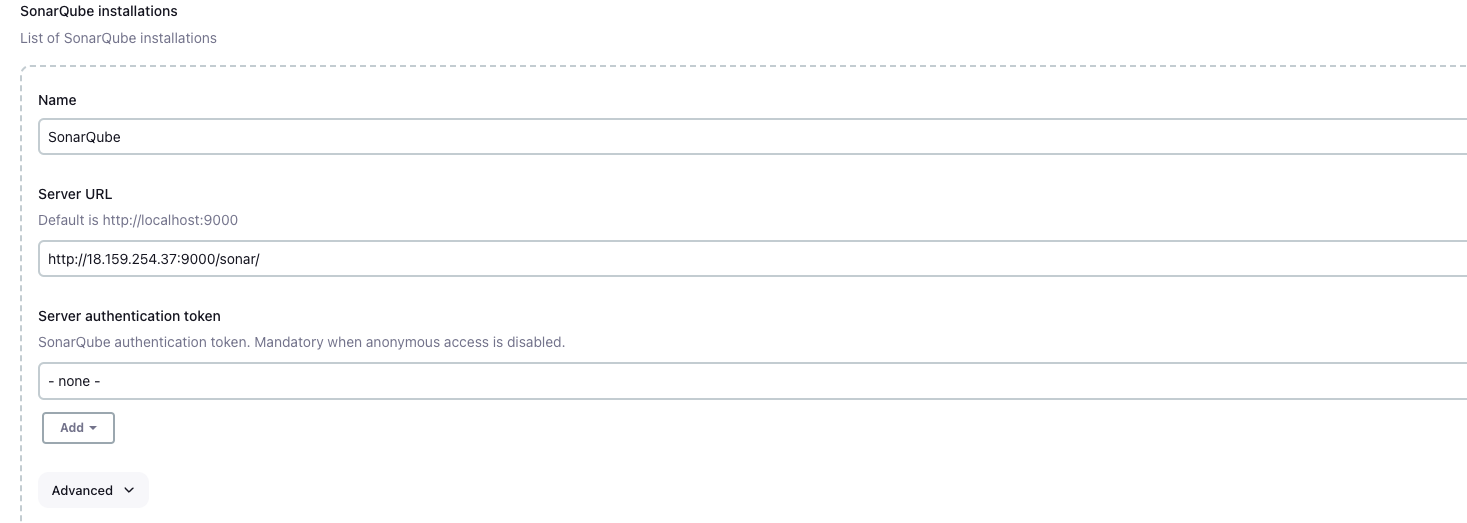 SonarQube installations
List of SonarQube installations
Name
SonarQube
Server URL
Default is http://localhost:9000
http://18.159.254.37:9000/sonar/
Server authentication token
SonarQube authentication token. Mandatory when anonymous access is disabled.
- none -
Add
Advanced